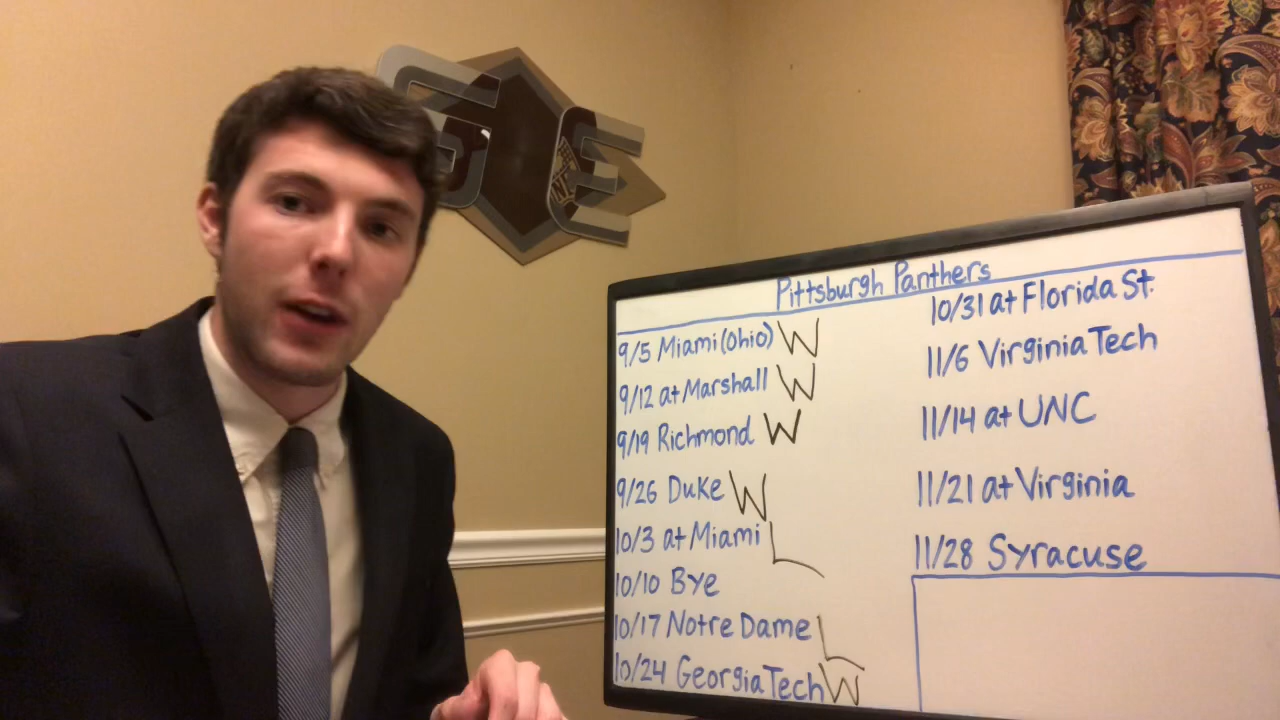 Pittsburgh Panthers
9/5 Miami (Ohio) W
9/12 at Marshall W
9/19 Richmond W
9/26 Duke W
10/3 at Miami L
10/10 Bye
10/17 Notre Dame L
10/24 Georgia Tech W
10/31 at Florida St.
11/6 Virginia Tech
11/14 at UNC
11/21 at Virginia
11/28 Syracuse